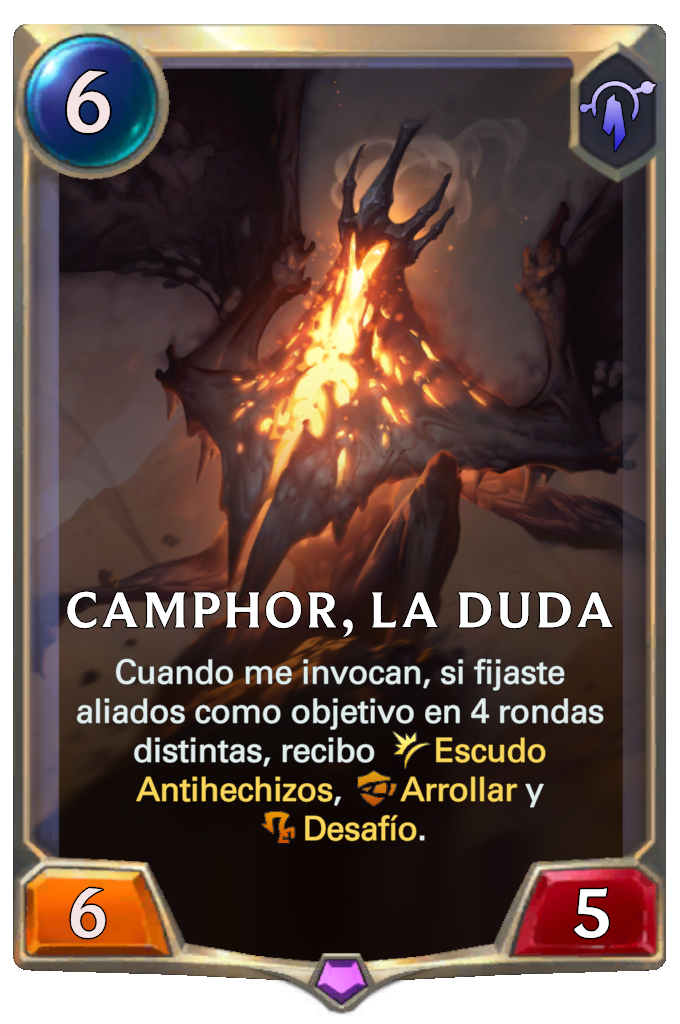 6
CAMPHOR, LA DUDA
Cuando me invocan, si fijaste
aliados como objetivo en 4 rondas
distintas, recibo Escudo
Antihechizos, Arrollar y
Desafío.
6
5